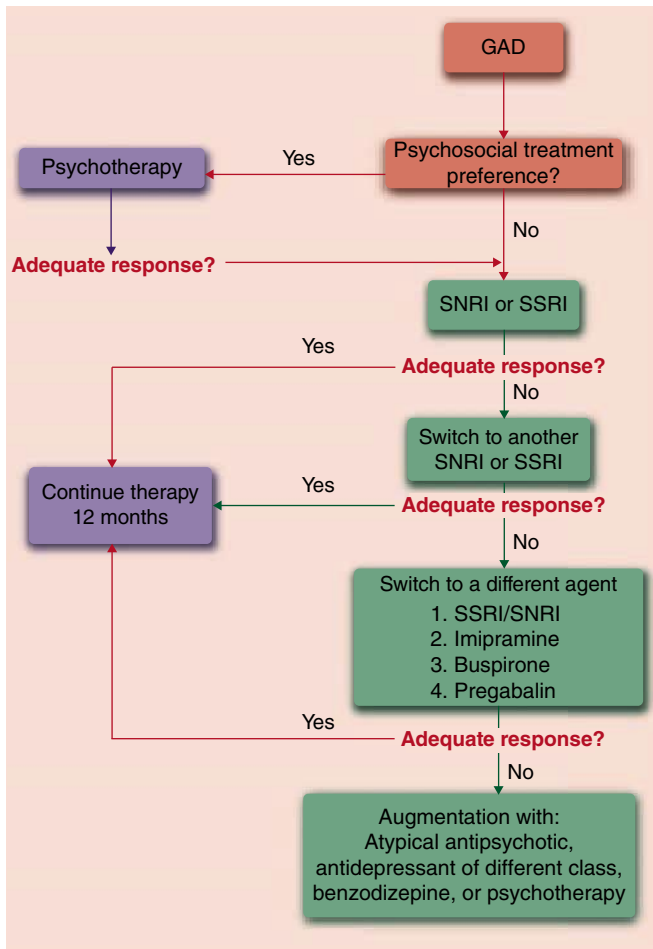 GAD
Psychosocial treatment
preference?
Yes
Psychotherapy
No
Adequate response?
SNRI or SSRI
Yes
Adequate response?
No
Switch to another
SNRI or SSRI
Continue therapy
12 months
Yes
Adequate response?
No
Switch to a different agent
1. SSRI/SNRI
2. Imipramine
3. Buspirone
4. Pregabalin
Yes
Adequate response?
No
Augmentation with:
Atypical antipsychotic,
antidepressant of different class,
benzodizepine, or psychotherapy